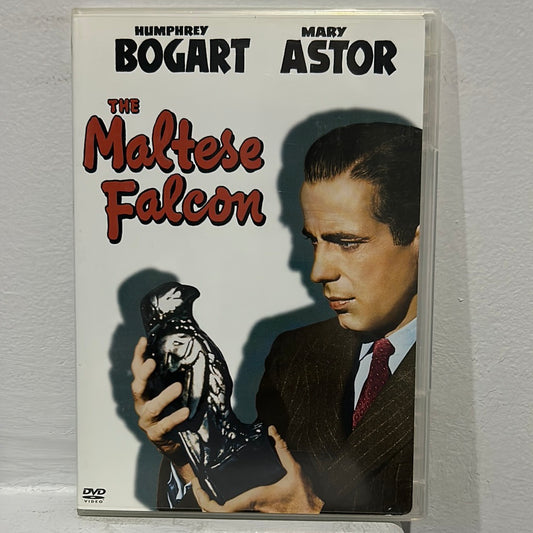 HUMPHREY MARY
BOGART ASTOR
THE
Maltese
Falcon
DVD
VIDEO